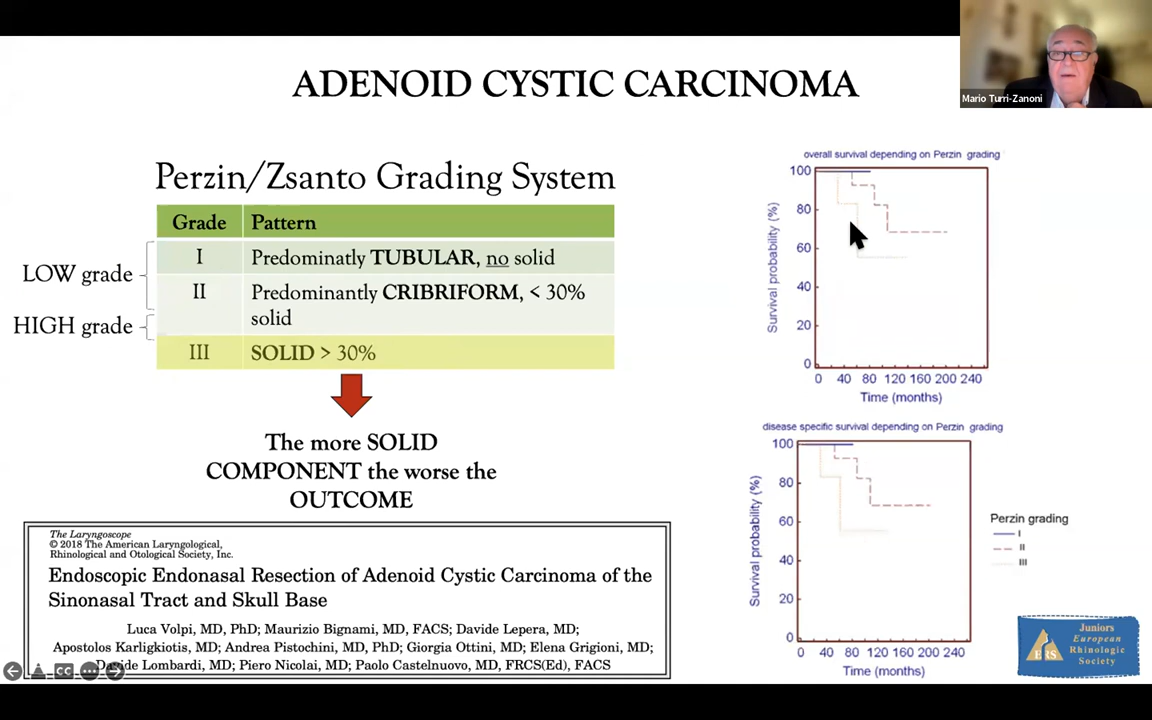 ADENOID CYSTIC CARCINOMA
Mario Turri-Zanoni
Perzin/Zsanto Grading System
Grade Pattern
I Predominatly TUBULAR, no solid
II Predominantly CRIBRIFORM, < 30%
solid
III SOLID > 30%
LOW grade
HIGH grade
The more SOLID
COMPONENT the worse the
OUTCOME
The Laryngoscope
© 2018 The American Laryngological,
Rhinological and Otological Society, Inc.
Endoscopic Endonasal Resection of Adenoid Cystic Carcinoma of the
Sinonasal Tract and Skull Base
Luca Volpi, MD, PhD; Maurizio Bignami, MD, FACS; Davide Lepera, MD;
Apostolos Karligkiotis, MD; Andrea Pistochini, MD, PhD; Giorgia Ottini, MD; Elena Grigioni, MD;
Davide Lombardi, MD; Piero Nicolai, MD; Paolo Castelnuovo, MD, FRCS(Ed), FACS
CC
overall survival depending on Perzin grading
Survival probability (%)
100
80
60
40
20
0
0 40 80 120 160 200 240
Time (months)
disease specific survival depending on Perzin grading
Survival probability (%)
100
80
60
40
20
0
0 40 80 120 160 200 240
Time (months)
Perzin grading
I
II
III
ERS
Juniors
European
Rhinologic
Society